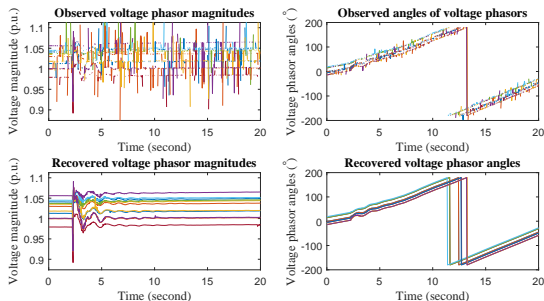 Observed voltage phasor magnitudes
Voltage magnitude (p.u.)
1.1
1.05
1
0.95
0.9
0 5 10 15 20
Time (second)
Observed angles of voltage phasors
Voltage phasor angles (°)
200
100
0
-100
-200
0 5 10 15 20
Time (second)
Recovered voltage phasor magnitudes
Voltage magnitude (p.u.)
1.1
1.05
1
0.95
0.9
0 5 10 15 20
Time (second)
Recovered voltage phasor angles
Voltage phasor angles (°)
200
100
0
-100
200
0 5 10 15 20
Time (second)